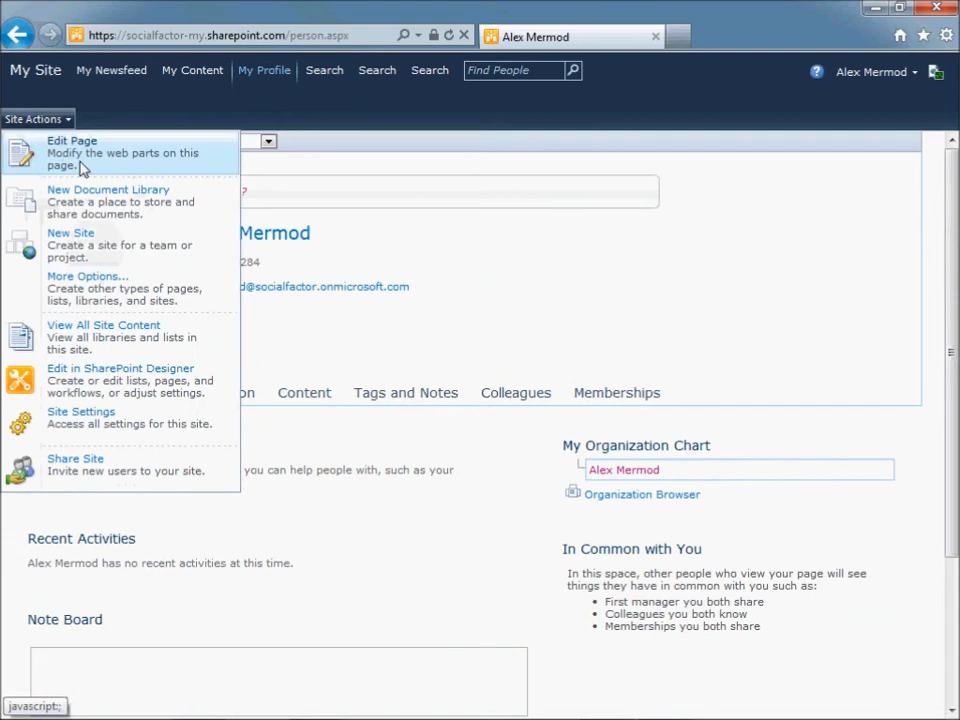 https://socialfactor-my.sharepoint.com/person.aspx
Alex Mermod
My Site
My Newsfeed
My Content
My Profile
Search
Search
Search
Find People
Alex Mermod
Site Actions
Edit Page
Modify the web parts on this
page.
New Document Library
Create a place to store and
share documents.
New Site
Create a site for a team or
project.
More Options...
Create other types of pages,
lists, libraries, and sites.
View All Site Content
View all libraries and lists in
this site.
Edit in SharePoint Designer
Create or edit lists, pages, and
workflows, or adjust settings.
Site Settings
Access all settings for this site.
Share Site
Invite new users to your site.
?
Mermod
284
d@socialfactor.onmicrosoft.com
on
Content
Tags and Notes
Colleagues
Memberships
you can help people with, such as your
My Organization Chart
Alex Mermod
Organization Browser
Recent Activities
Alex Mermod has no recent activities at this time.
In Common with You
In this space, other people who view your page will see
things they have in common with you such as:
First manager you both share
Colleagues you both know
Memberships you both share
Note Board
javascript:;